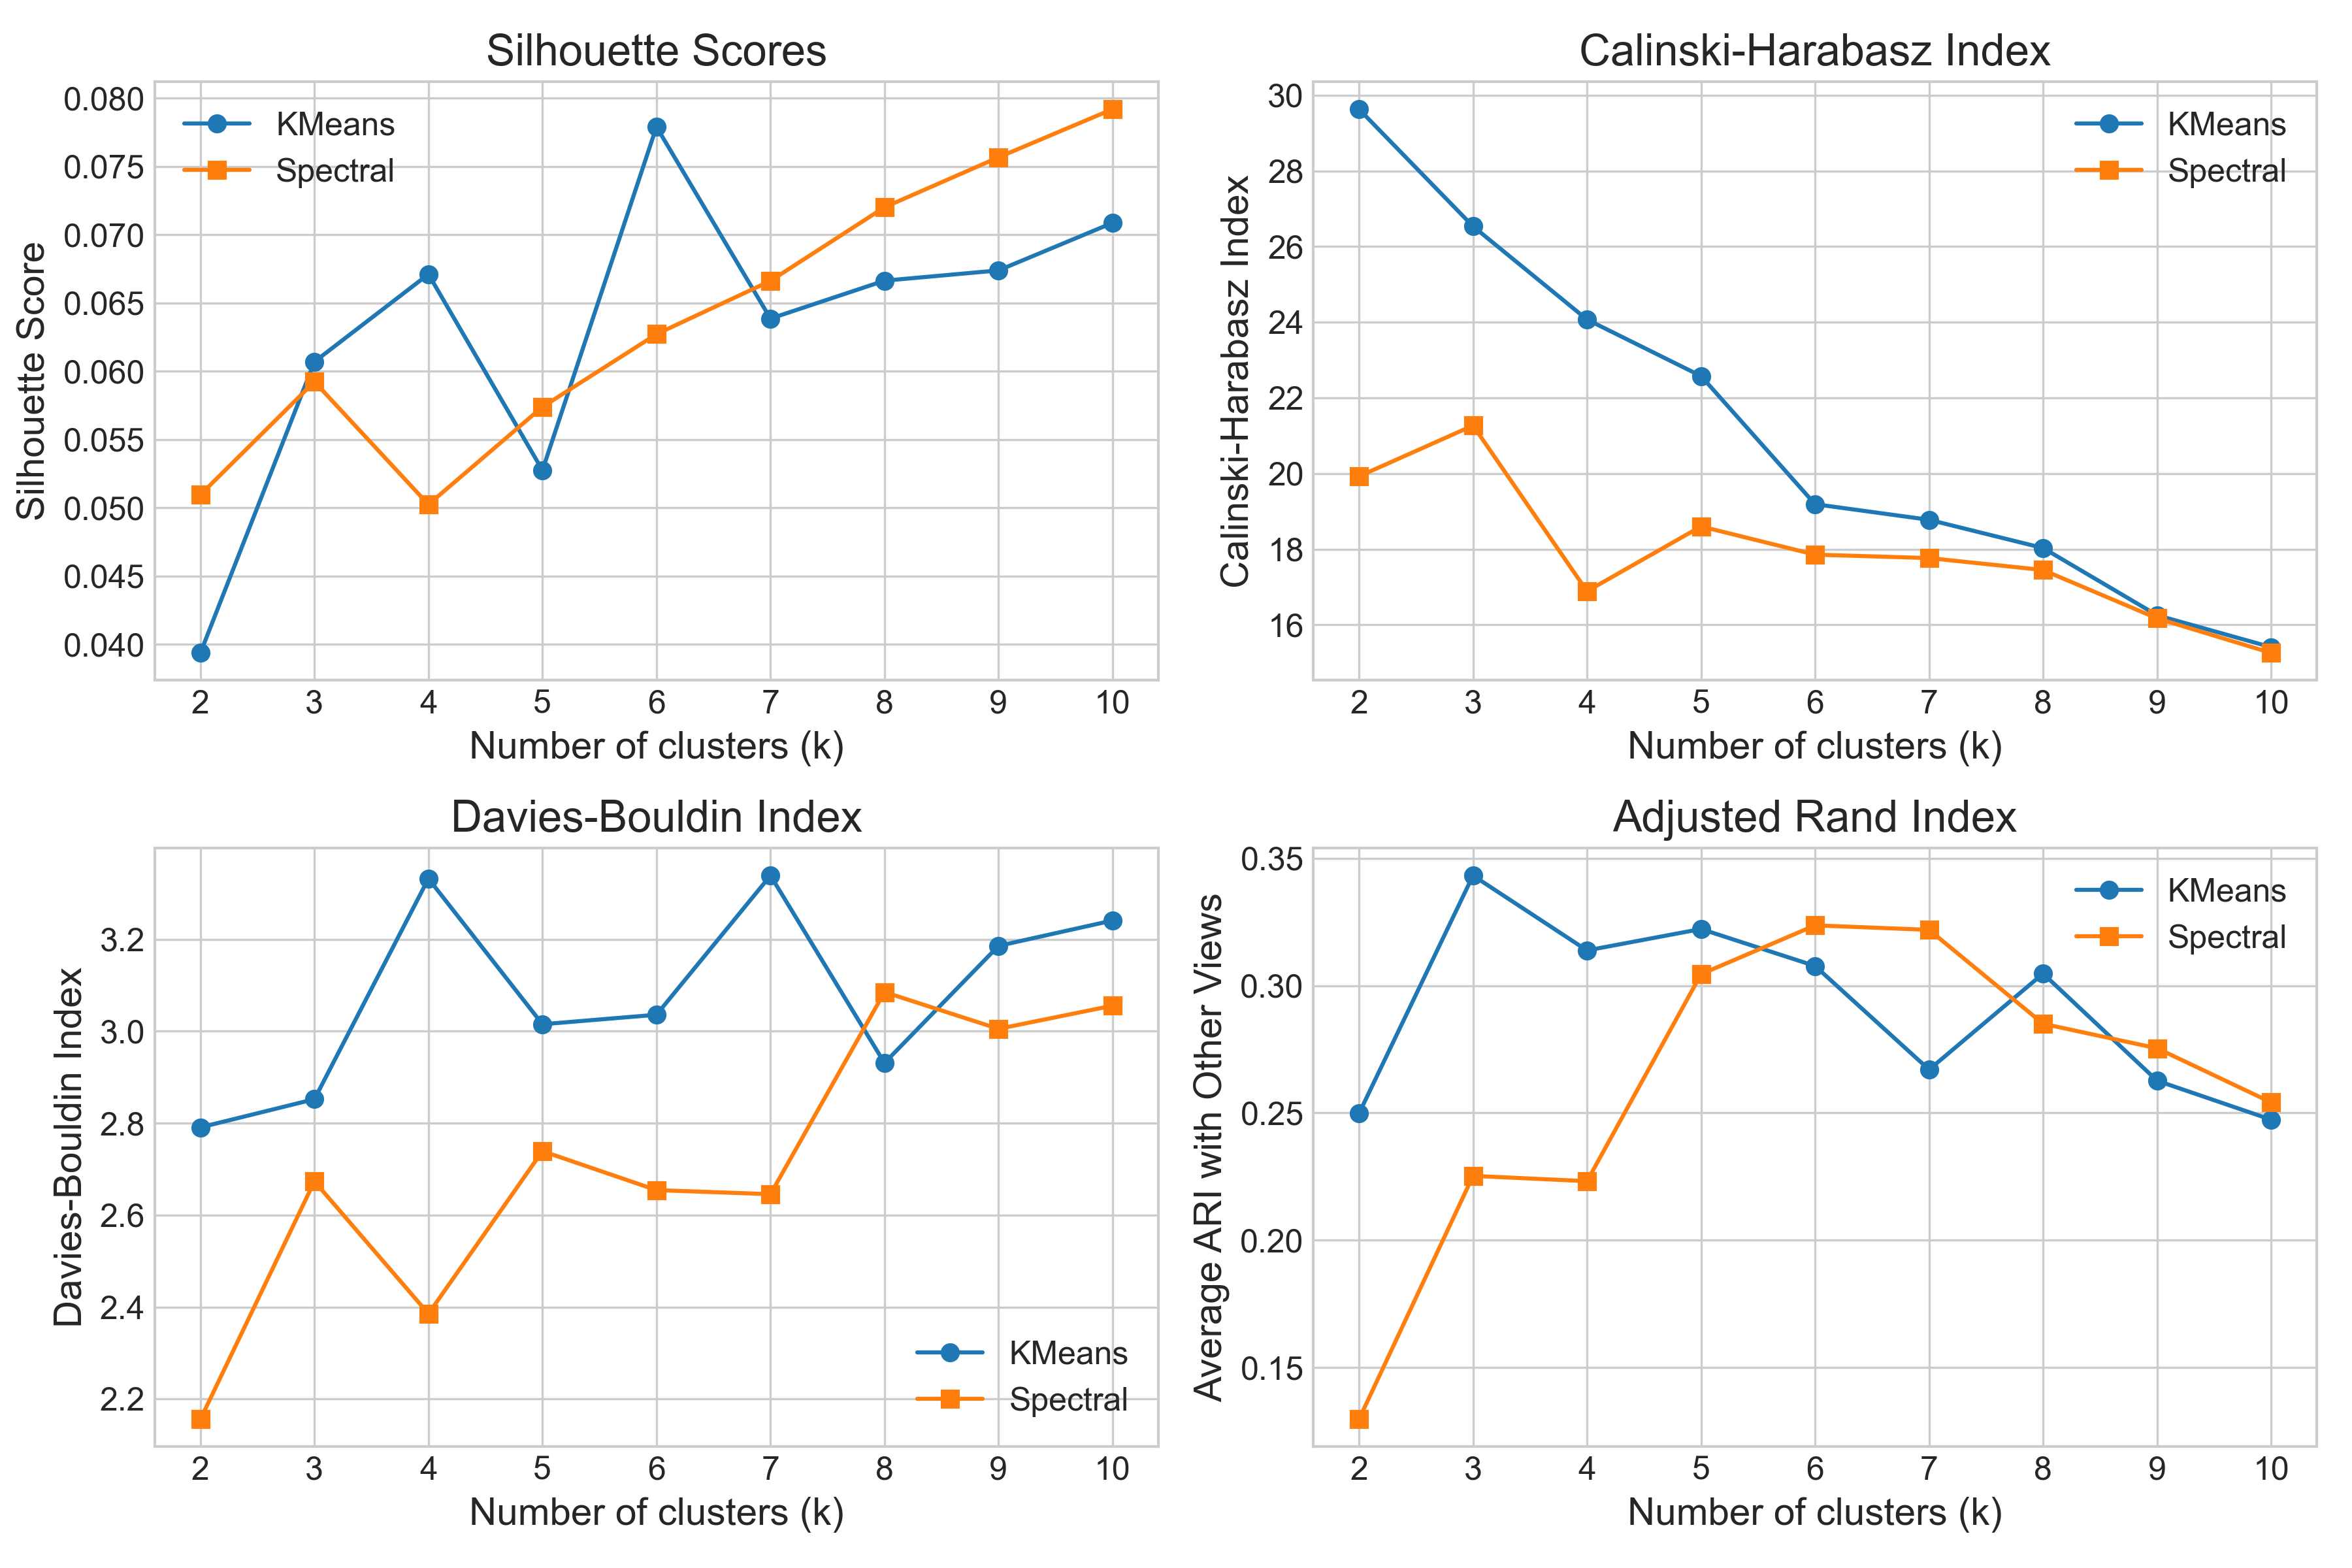 Silhouette Scores
Silhouette Score
0.080
0.075
0.070
0.065
0.060
0.055
0.050
0.045
0.040
KMeans
Spectral
2 3 4 5 6 7 8 9 10
Number of clusters (k)
Calinski-Harabasz Index
Calinski-Harabasz Index
30
28
26
24
22
20
18
16
KMeans
Spectral
2 3 4 5 6 7 8 9 10
Number of clusters (k)
Davies-Bouldin Index
Davies-Bouldin Index
3.2
3.0
2.8
2.6
2.4
2.2
KMeans
Spectral
2 3 4 5 6 7 8 9 10
Number of clusters (k)
Adjusted Rand Index
Average ARI with Other Views
0.35
0.30
0.25
0.20
0.15
KMeans
Spectral
2 3 4 5 6 7 8 9 10
Number of clusters (k)